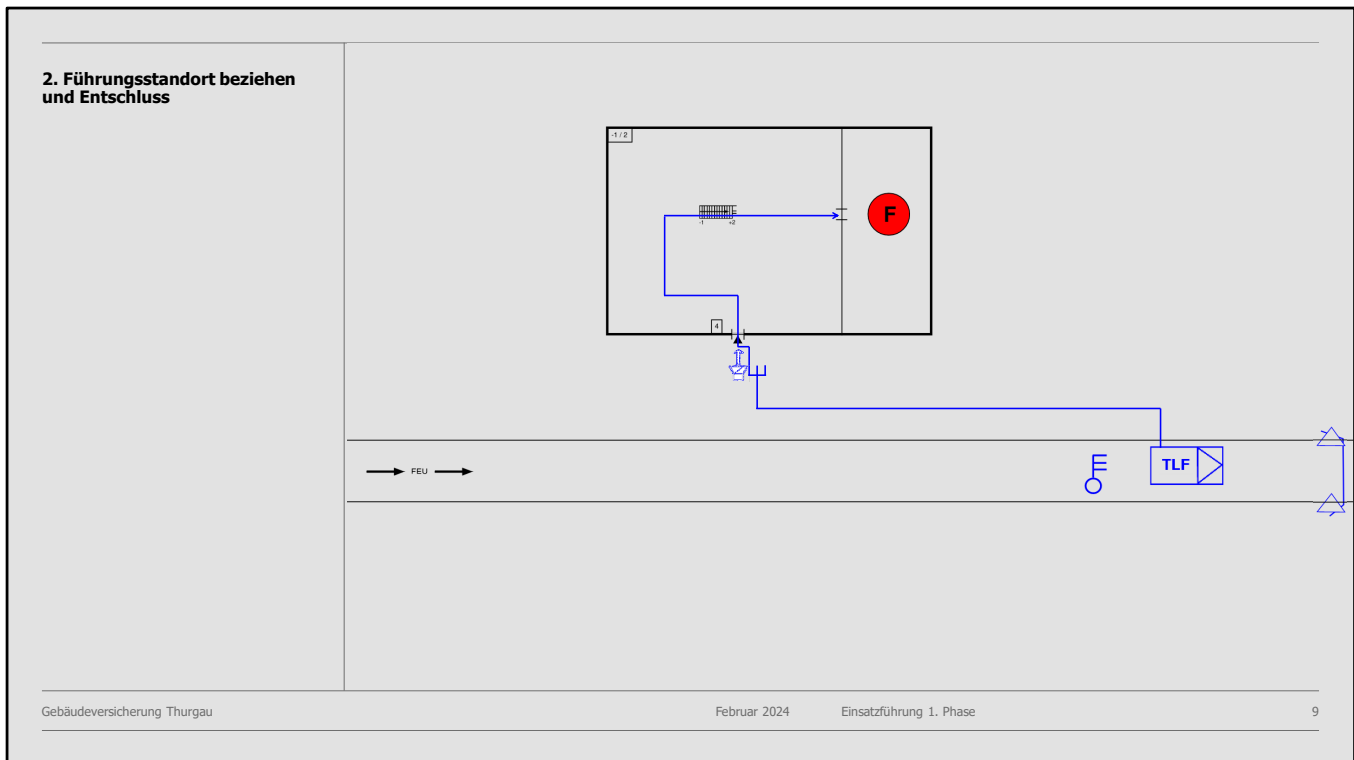 2. Führungsstandort beziehen
und Entschluss
-1 / 2
-1
+2
F
4
TLF
FEU
Gebäudeversicherung Thurgau
Februar 2024
Einsatzführung 1. Phase
9